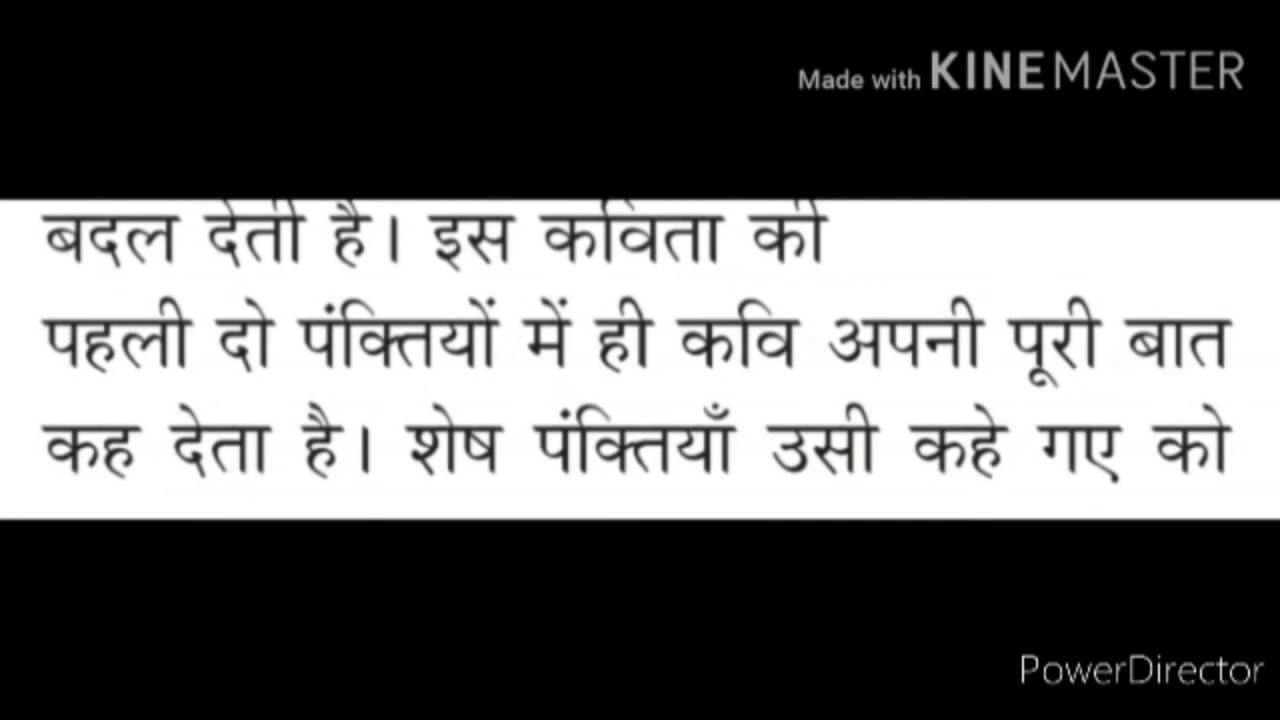 Made with KINEMASTER
बदल देती है। इस कविता की
पहली दो पंक्तियों में ही कवि अपनी पूरी बात
कह देता है। शेष पंक्तियाँ उसी कहे गए को
PowerDirector